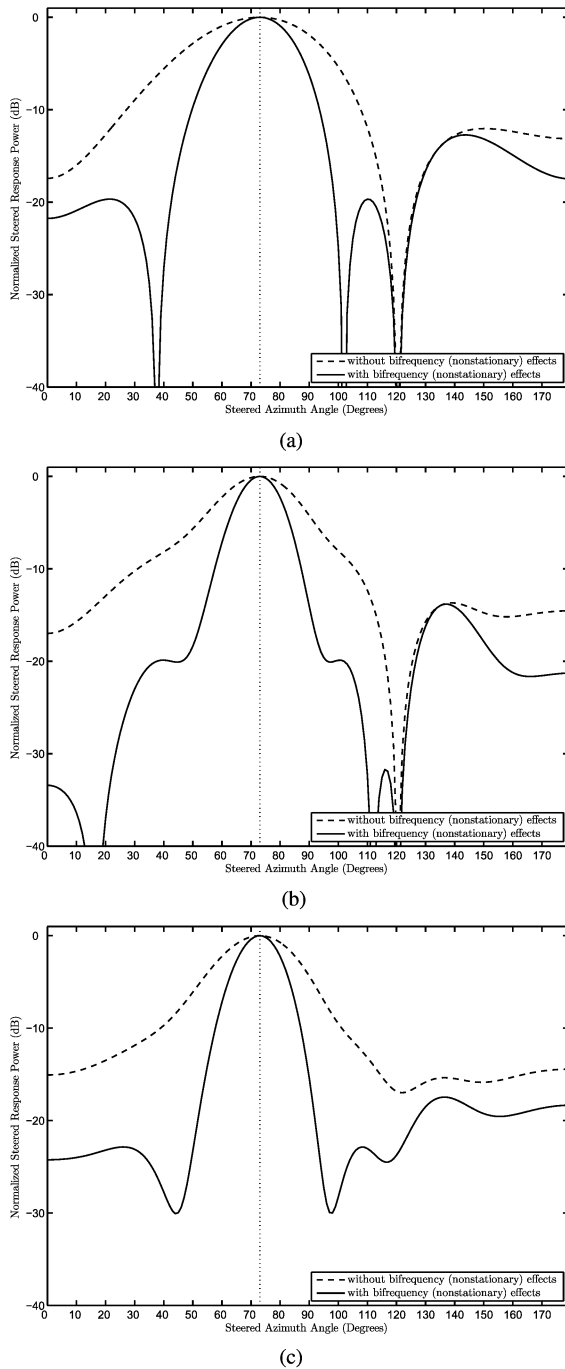 0
−10
−20
−30
−40
Normalized Steered Response Power (dB)
without bifrequency (nonstationary) effects
with bifrequency (nonstationary) effects
0 10 20 30 40 50 60 70 80 90 100 110 120 130 140 150 160 170
Steered Azimuth Angle (Degrees)
(a)
0
−10
−20
−30
−40
Normalized Steered Response Power (dB)
without bifrequency (nonstationary) effects
with bifrequency (nonstationary) effects
0 10 20 30 40 50 60 70 80 90 100 110 120 130 140 150 160 170
Steered Azimuth Angle (Degrees)
(b)
0
−10
−20
−30
−40
Normalized Steered Response Power (dB)
without bifrequency (nonstationary) effects
with bifrequency (nonstationary) effects
0 10 20 30 40 50 60 70 80 90 100 110 120 130 140 150 160 170
Steered Azimuth Angle (Degrees)
(c)